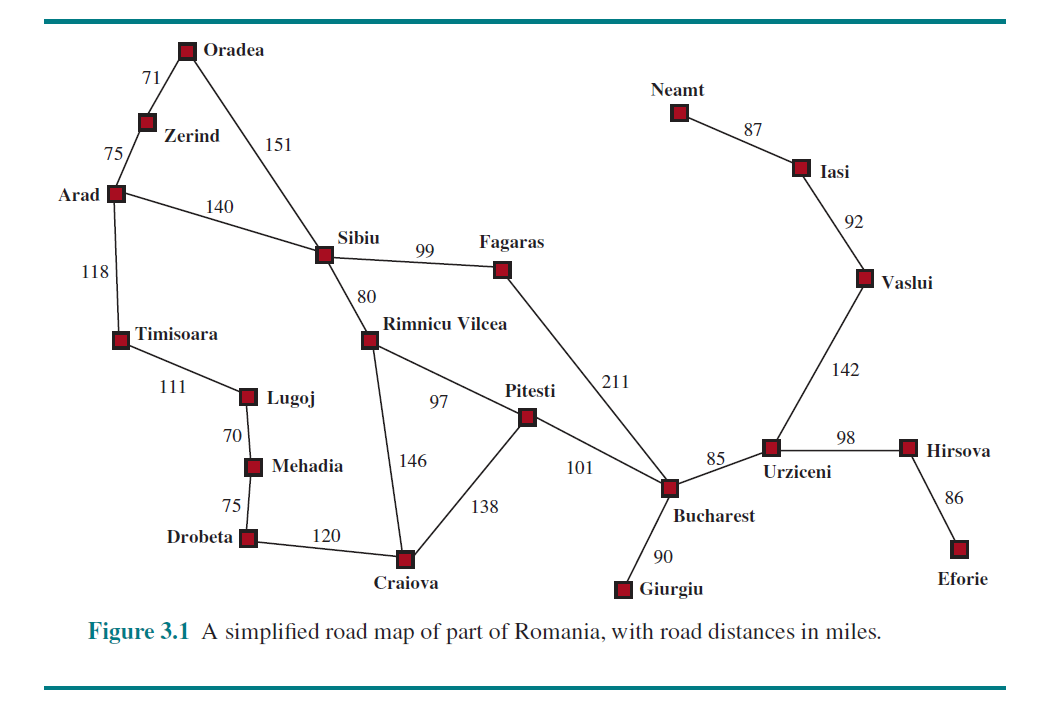 Oradea
71
Neamt
87
Zerind
151
75
Iasi
Arad
140
92
Sibiu
99
Fagaras
118
Vaslui
80
Timisoara
Rimnicu Vilcea
142
111
211
Lugoj
97
Pitesti
70
98
Hirsova
Mehadia
146
101
85
Urziceni
75
138
86
Drobeta
120
Bucharest
90
Craiova
Giurgiu
Eforie
Figure 3.1 A simplified road map of part of Romania, with road distances in miles.